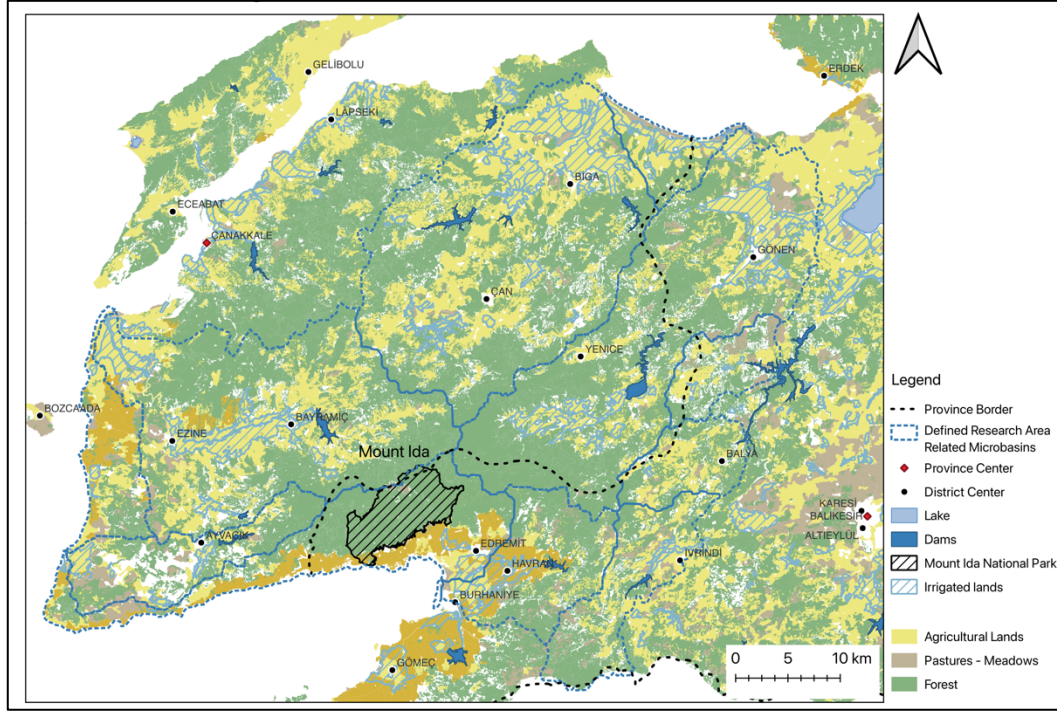 GELİBOLU
ERDEK
LAPSEKİ
BİGA
ECEABAT
ÇANAKKALE
GÖNEN
ÇAN
YENİCE
BOZCAADA
BAYRAMİÇ
EZİNE
Mount Ida
BALYA
KARESİ
BALIKESİR
ALTIEYLÜL
AYVACIK
EDREMİT
HAVRAN
İVRİNDİ
BURHANİYE
GÖMEÇ
0 5 10 km
Legend
Province Border
Defined Research Area
Related Microbasins
Province Center
District Center
Lake
Dams
Mount Ida National Park
Irrigated lands
Agricultural Lands
Pastures - Meadows
Forest